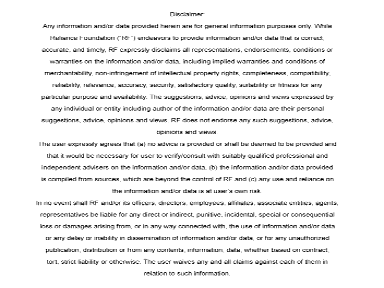 Disclaimer:
Any information and/or data provided herein are for general information purposes only. While
Reliance Foundation ("RF") endeavors to provide information and/or data that is correct,
accurate, and timely, RF expressly disclaims all representations, endorsements, conditions or
warranties on the information and/or data, including implied warranties and conditions of
merchantability, non-infringement of intellectual property rights, completeness, compatibility,
reliability, relevance, accuracy, security, satisfactory quality, suitability or fitness for any
particular purpose and availability. The suggestions, advice, opinions and views expressed by
any individual or entity including author of the information and/or data are their personal
suggestions, advice, opinions and views. RF does not endorse any such suggestions, advice,
opinions and views
The user expressly agrees that (a) no advice is provided or shall be deemed to be provided and
that it would be necessary for user to verify/consult with suitably qualified professional and
independent advisers on the information and/or data. (b) the information and/or data provided
is compiled from sources, which are beyond the control of RF and (c) any use and reliance on
the information and/or data is at user's own risk
In no event shall RF and/or its officers, directors, employees, affiliates, associate entities, agents,
representatives be liable for any direct or indirect, punitive, incidental, special or consequential
loss or damages arising from, or in any way connected with, the use of information and/or data
or any delay or inability in dissemination of information and/or data, or for any unauthorized
publication, distribution or from any contents, information, data, whether based on contract,
tort, strict liability or otherwise. The user waives any and all claims against each of them in
relation to such information.